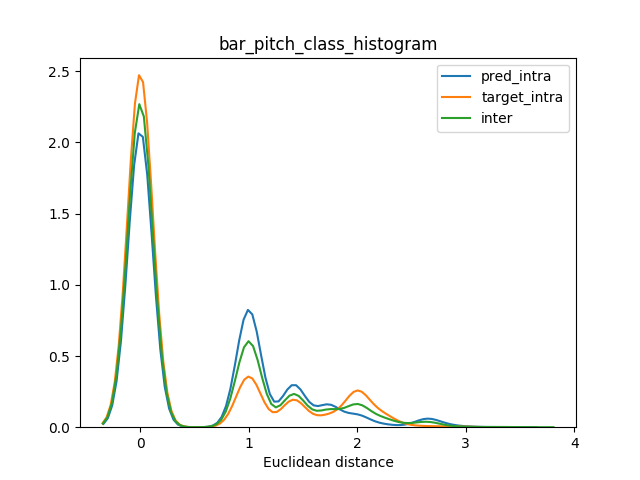 bar_pitch_class_histogram
pred_intra
target_intra
inter
2.5
2.0
1.5
1.0
0.5
0.0
0 1 2 3 4
Euclidean distance